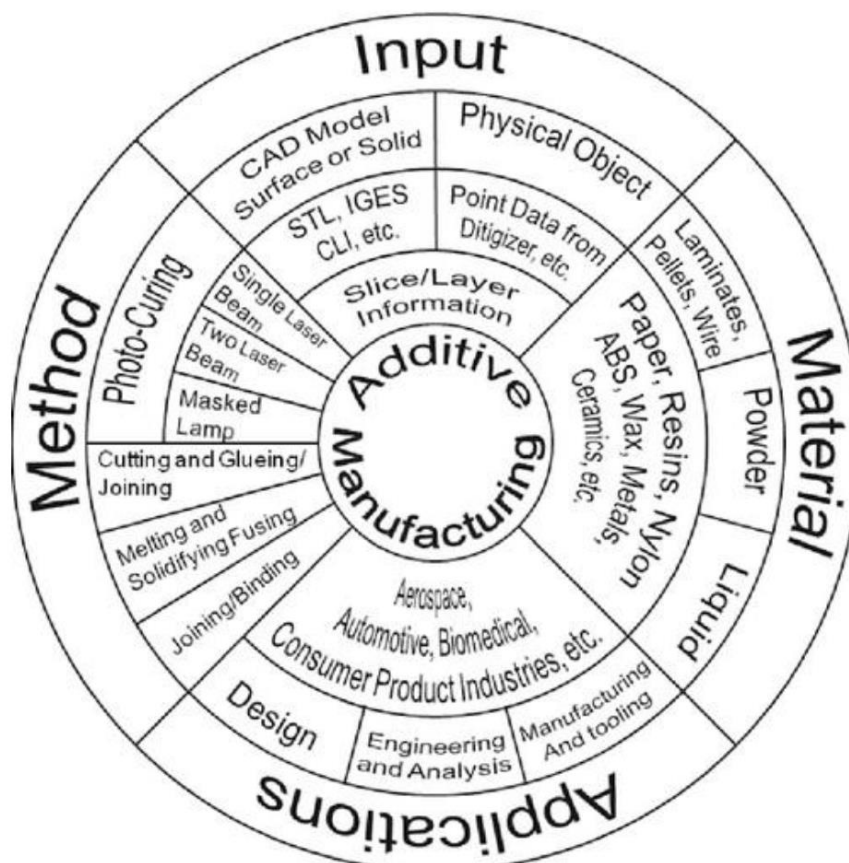 Input
CAD Model
Surface or Solid
Physical Object
STL, IGES
CLI, etc.
Point Data from
Ditigizer, etc.
Slice/Layer
Information
Method
Photo-Curing
Single Laser
Beam
Two Laser
Beam
Masked
Lamp
Cutting and Glueing/
Joining
Melting and
Solidifying Fusing
Joining/Binding
Additive
Manufacturing
Material
Laminates,
Pellets, Wire
Powder
Liquid
Paper, Resins, Nylon
ABS, Wax, Metals,
Ceramics, etc.
Aerospace,
Automotive, Biomedical,
Consumer Product Industries, etc.
Design
Engineering
and Analysis
Manufacturing
And tooling
Applications